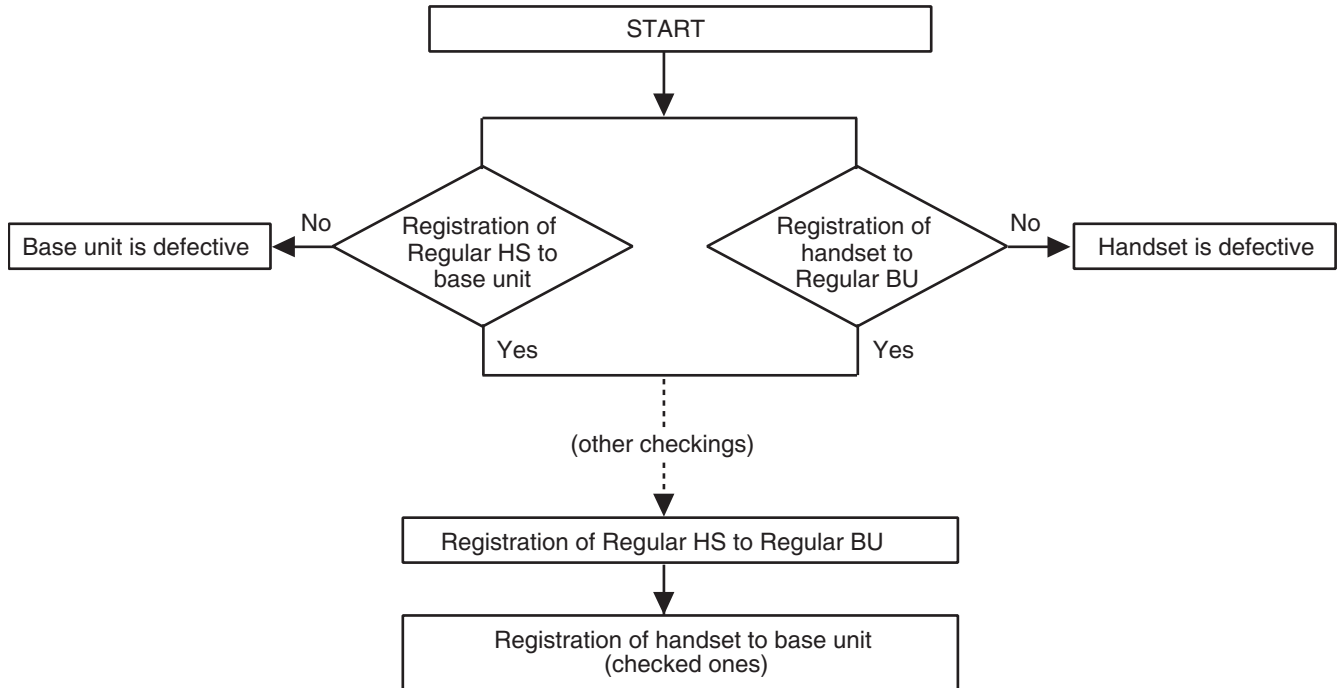 START
No
Registration of
Regular HS to
base unit
Base unit is defective
Yes
Registration of
handset to
Regular BU
No
Handset is defective
Yes
(other checkings)
Registration of Regular HS to Regular BU
Registration of handset to base unit
(checked ones)